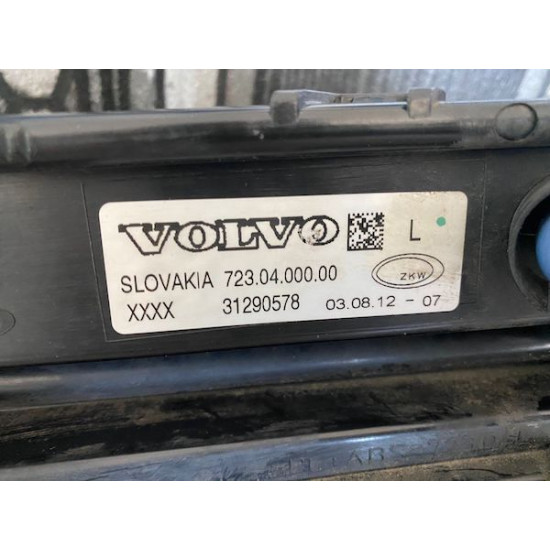 VOLVO L
SLOVAKIA 723.04.000.00 ZKW
XXXX 31290578 03.08.12 - 07